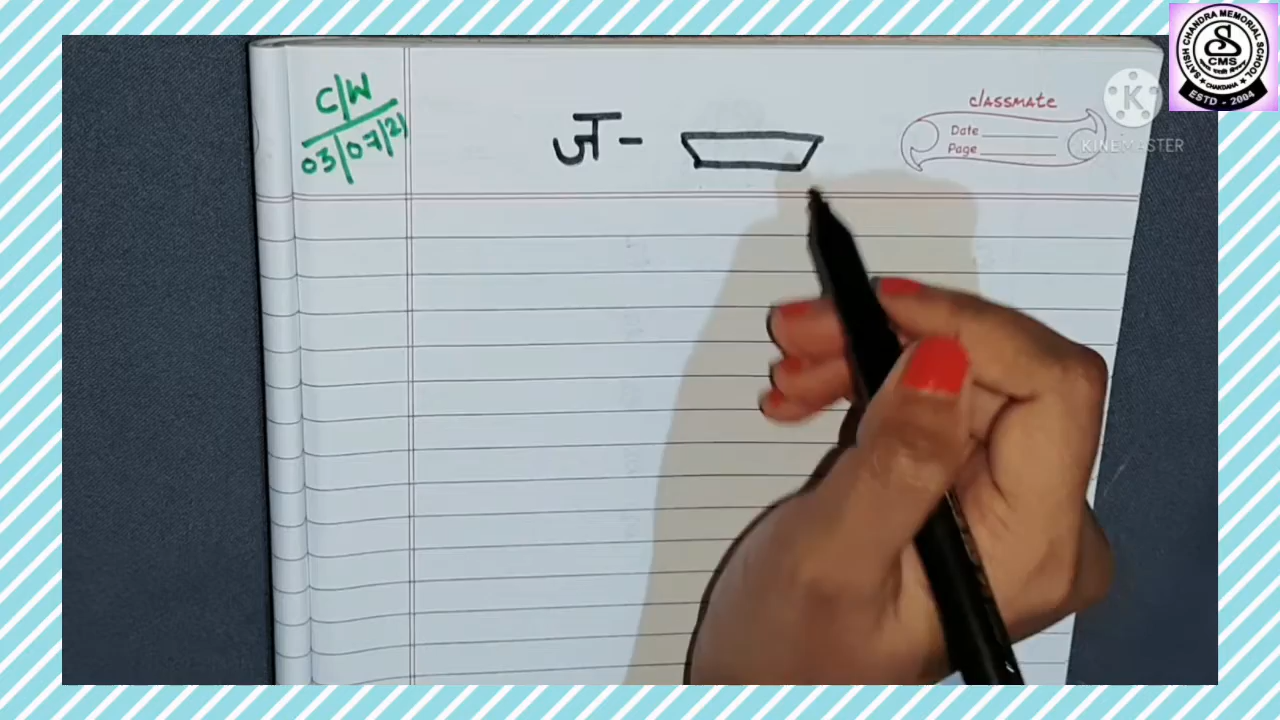 C/W
03/07/21
ज -
classmate
Date
Page
KINEMASTER
SATISH CHANDRA MEMORIAL SCHOOL
CMS
CHAKDAHA
ESTD - 2004